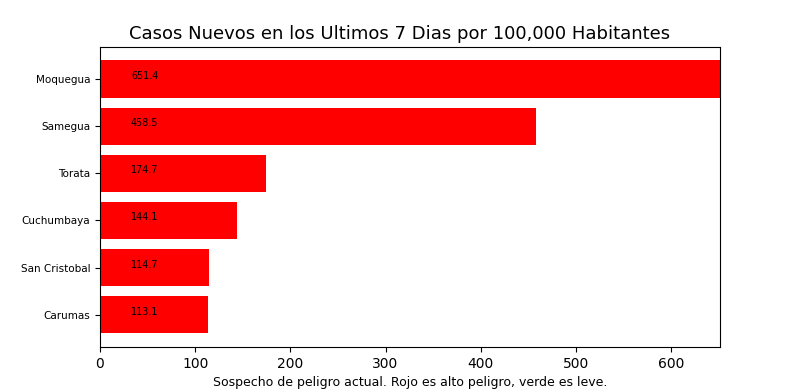 Casos Nuevos en los Ultimos 7 Dias por 100,000 Habitantes
Moquegua 651.4
Samegua 458.5
Torata 174.7
Cuchumbaya 144.1
San Cristobal 114.7
Carumas 113.1
0 100 200 300 400 500 600
Sospecho de peligro actual. Rojo es alto peligro, verde es leve.